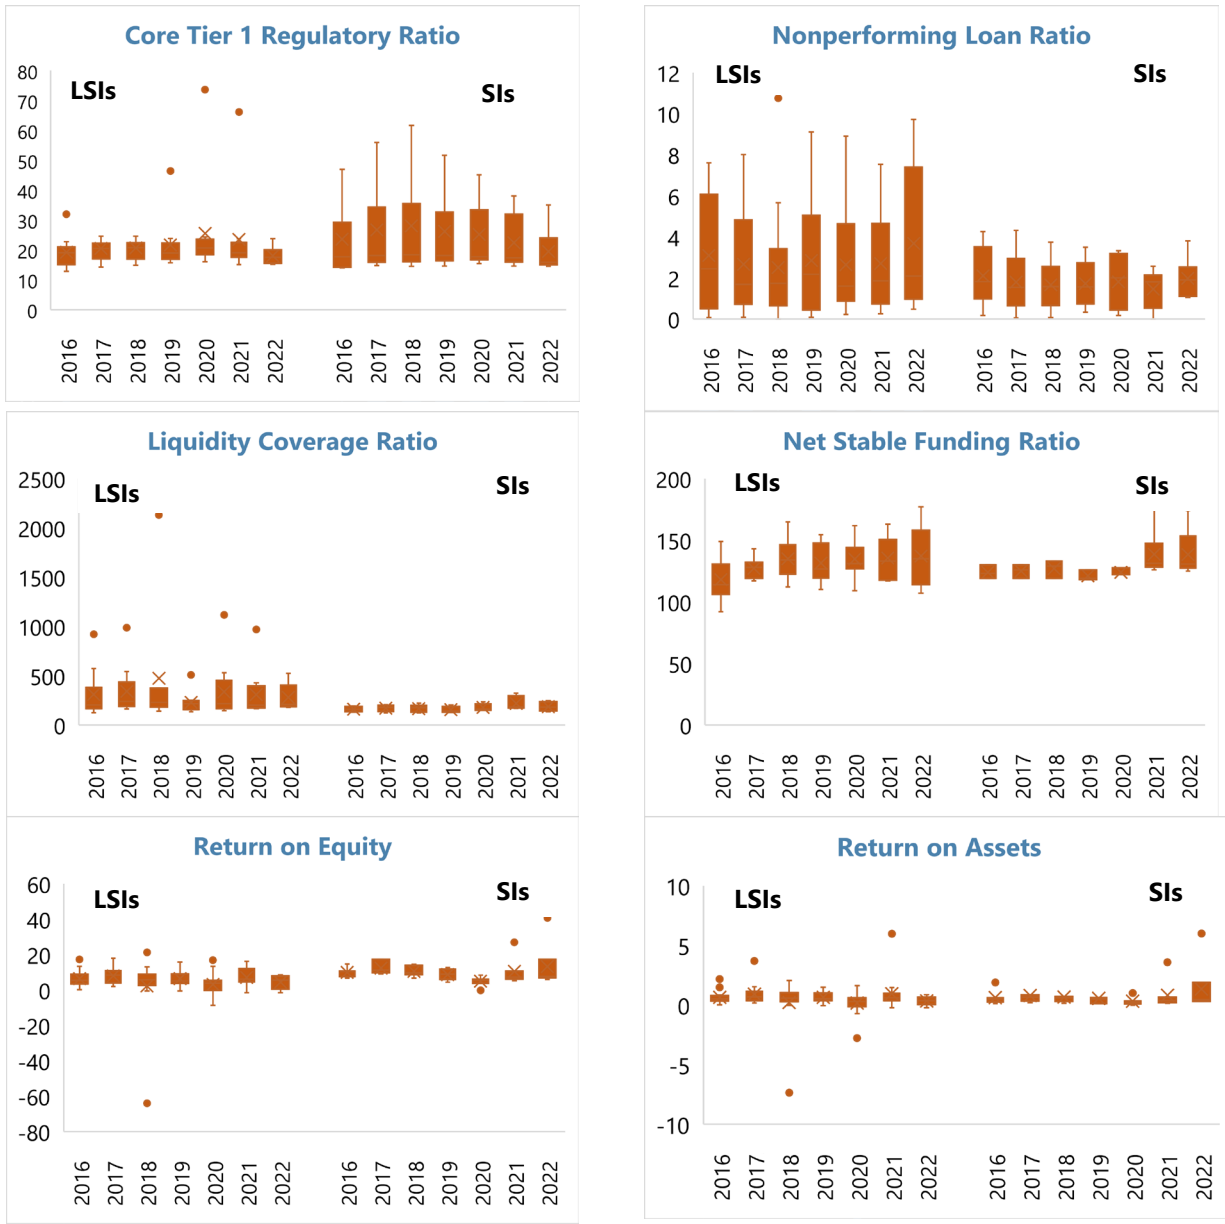 Core Tier 1 Regulatory Ratio
LSIs
SIs
80
70
60
50
40
30
20
10
0
2016 2017 2018 2019 2020 2021 2022 2016 2017 2018 2019 2020 2021 2022
Nonperforming Loan Ratio
LSIs
SIs
12
12
8
6
4
2
0
2016 2017 2018 2019 2020 2021 2022 2016 2017 2018 2019 2020 2021 2022
Liquidity Coverage Ratio
LSIs
SIs
2500
2000
1500
1000
500
0
2016 2017 2018 2019 2020 2021 2022 2016 2017 2018 2019 2020 2021 2022
Net Stable Funding Ratio
LSIs
SIs
200
150
100
50
0
2016 2017 2018 2019 2020 2021 2022 2016 2017 2018 2019 2020 2021 2022
Return on Equity
LSIs
SIs
60
40
20
0
-20
-40
-60
-80
2016 2017 2018 2019 2020 2021 2022 2016 2017 2018 2019 2020 2021 2022
Return on Assets
LSIs
SIs
10
5
0
-5
-10
2016 2017 2018 2019 2020 2021 2022 2016 2017 2018 2019 2020 2021 2022